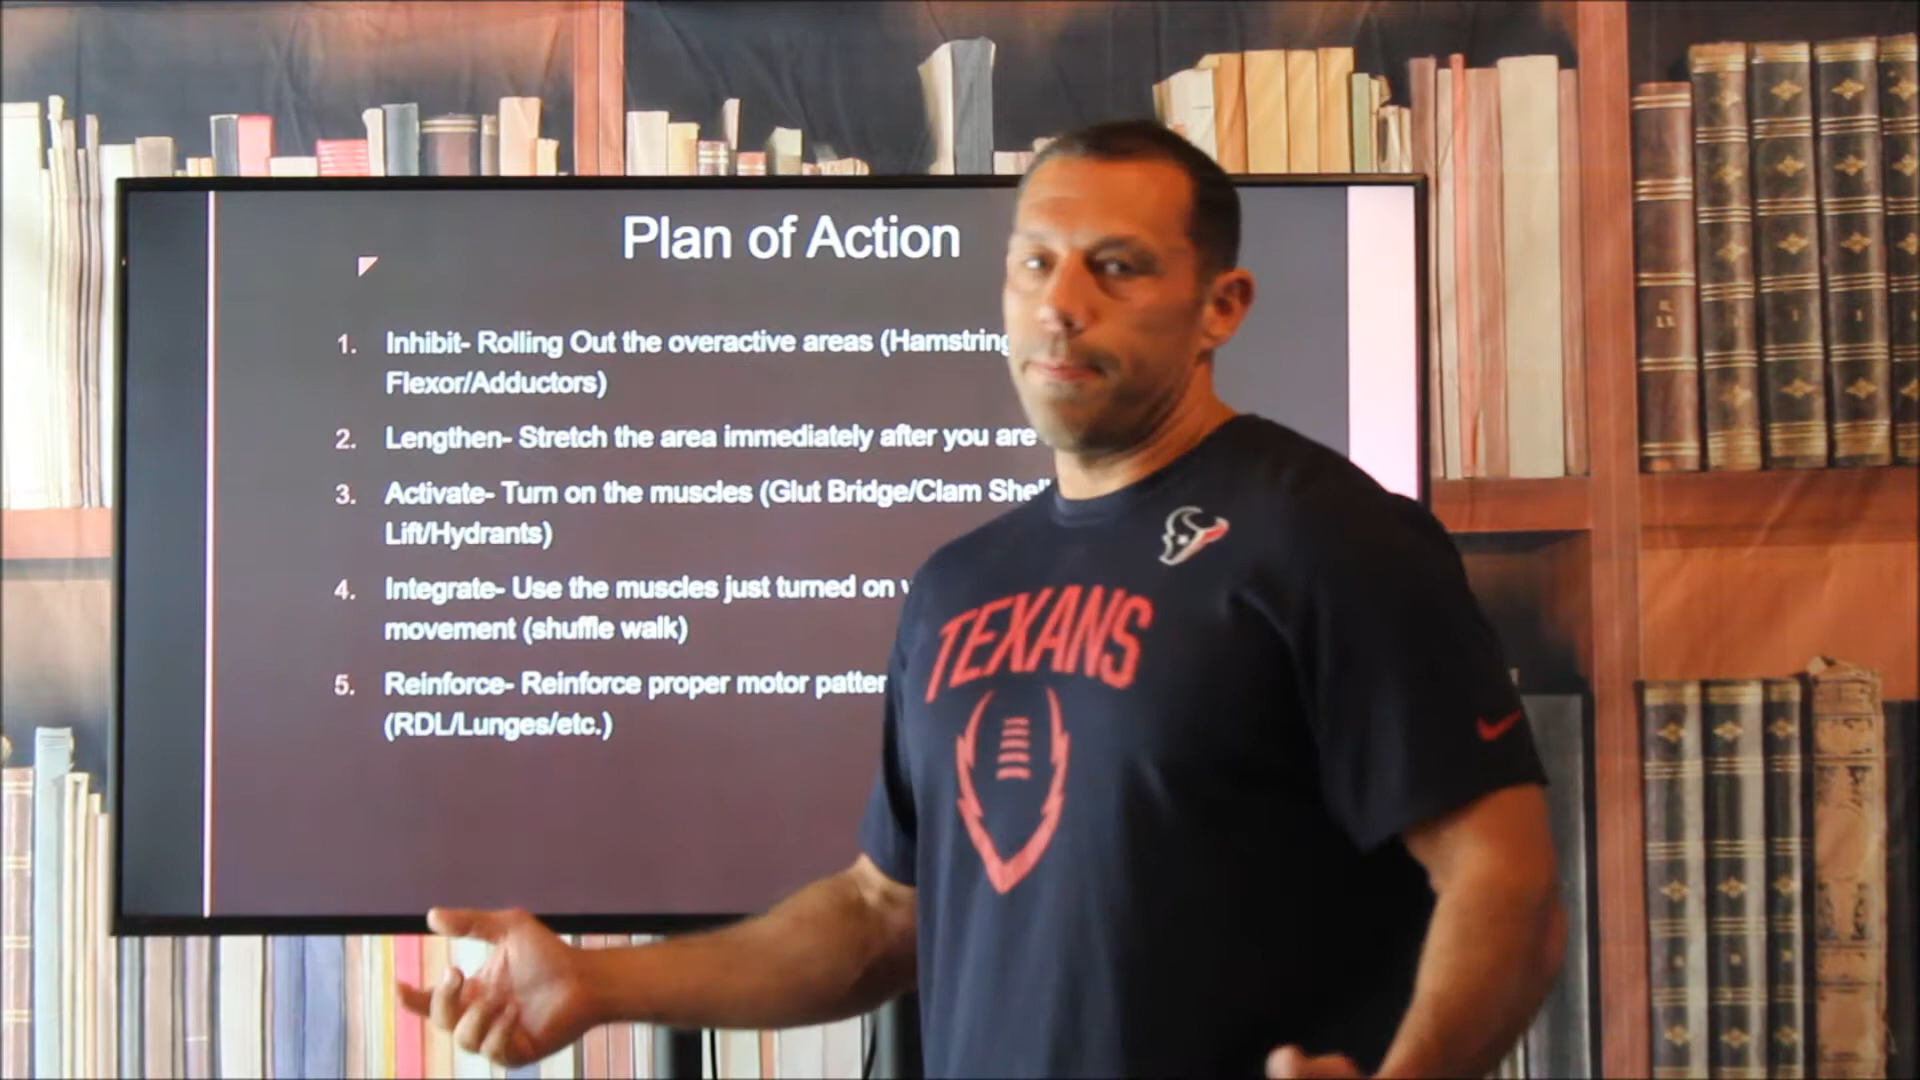 Plan of Action
1. Inhibit- Rolling Out the overactive areas (Hamstring
Flexor/Adductors)
2. Lengthen- Stretch the area immediately after you are
3. Activate- Turn on the muscles (Glut Bridge/Clam Shell
Lift/Hydrants)
4. Integrate- Use the muscles just turned on
movement (shuffle walk)
5. Reinforce- Reinforce proper motor
(RDL/Lunges/etc.)
TEXANS